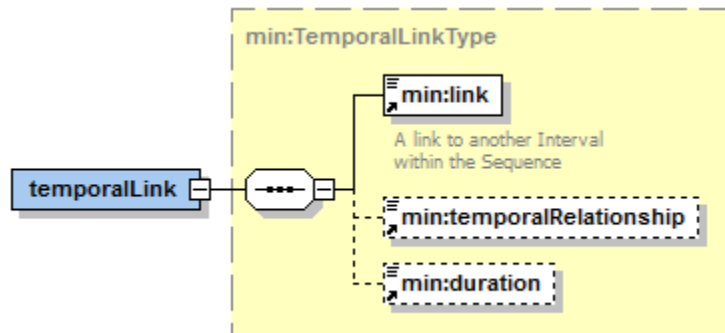 min:TemporalLinkType
min:link
A link to another Interval
within the Sequence
temporalLink
min:temporalRelationship
min:duration